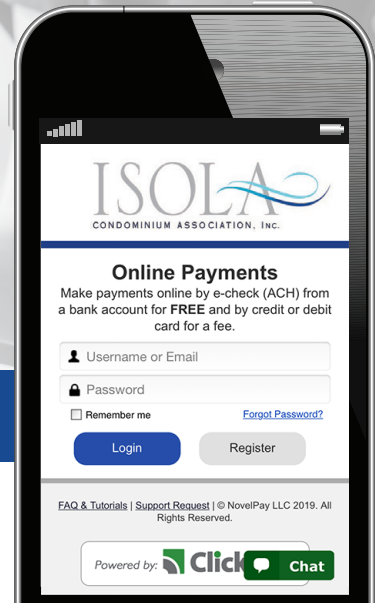 ISOLA
CONDOMINIUM ASSOCIATION, INC.
Online Payments
Make payments online by e-check (ACH) from
a bank account for FREE and by credit or debit
card for a fee.
Username or Email
Password
Remember me Forgot Password?
Login Register
FAQ & Tutorials | Support Request | © NovelPay LLC 2019. All
Rights Reserved.
Powered by: Click
Chat